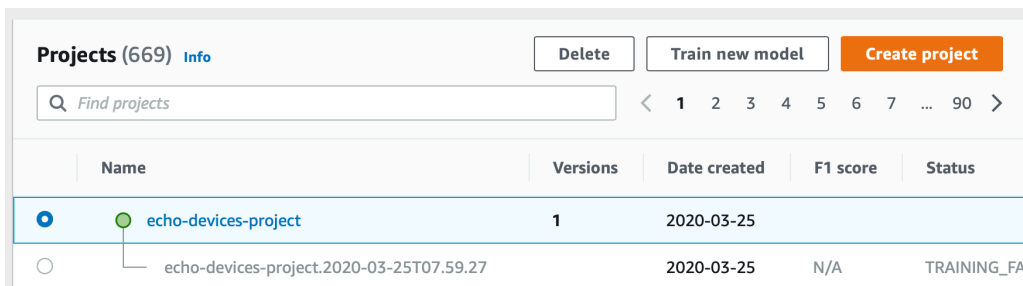 Projects (669) Info Delete Train new model Create project
Find projects 1 2 3 4 5 6 7 ... 90
Name Versions Date created F1 score Status
echo-devices-project 1 2020-03-25
echo-devices-project.2020-03-25T07.59.27 2020-03-25 N/A TRAINING_FA